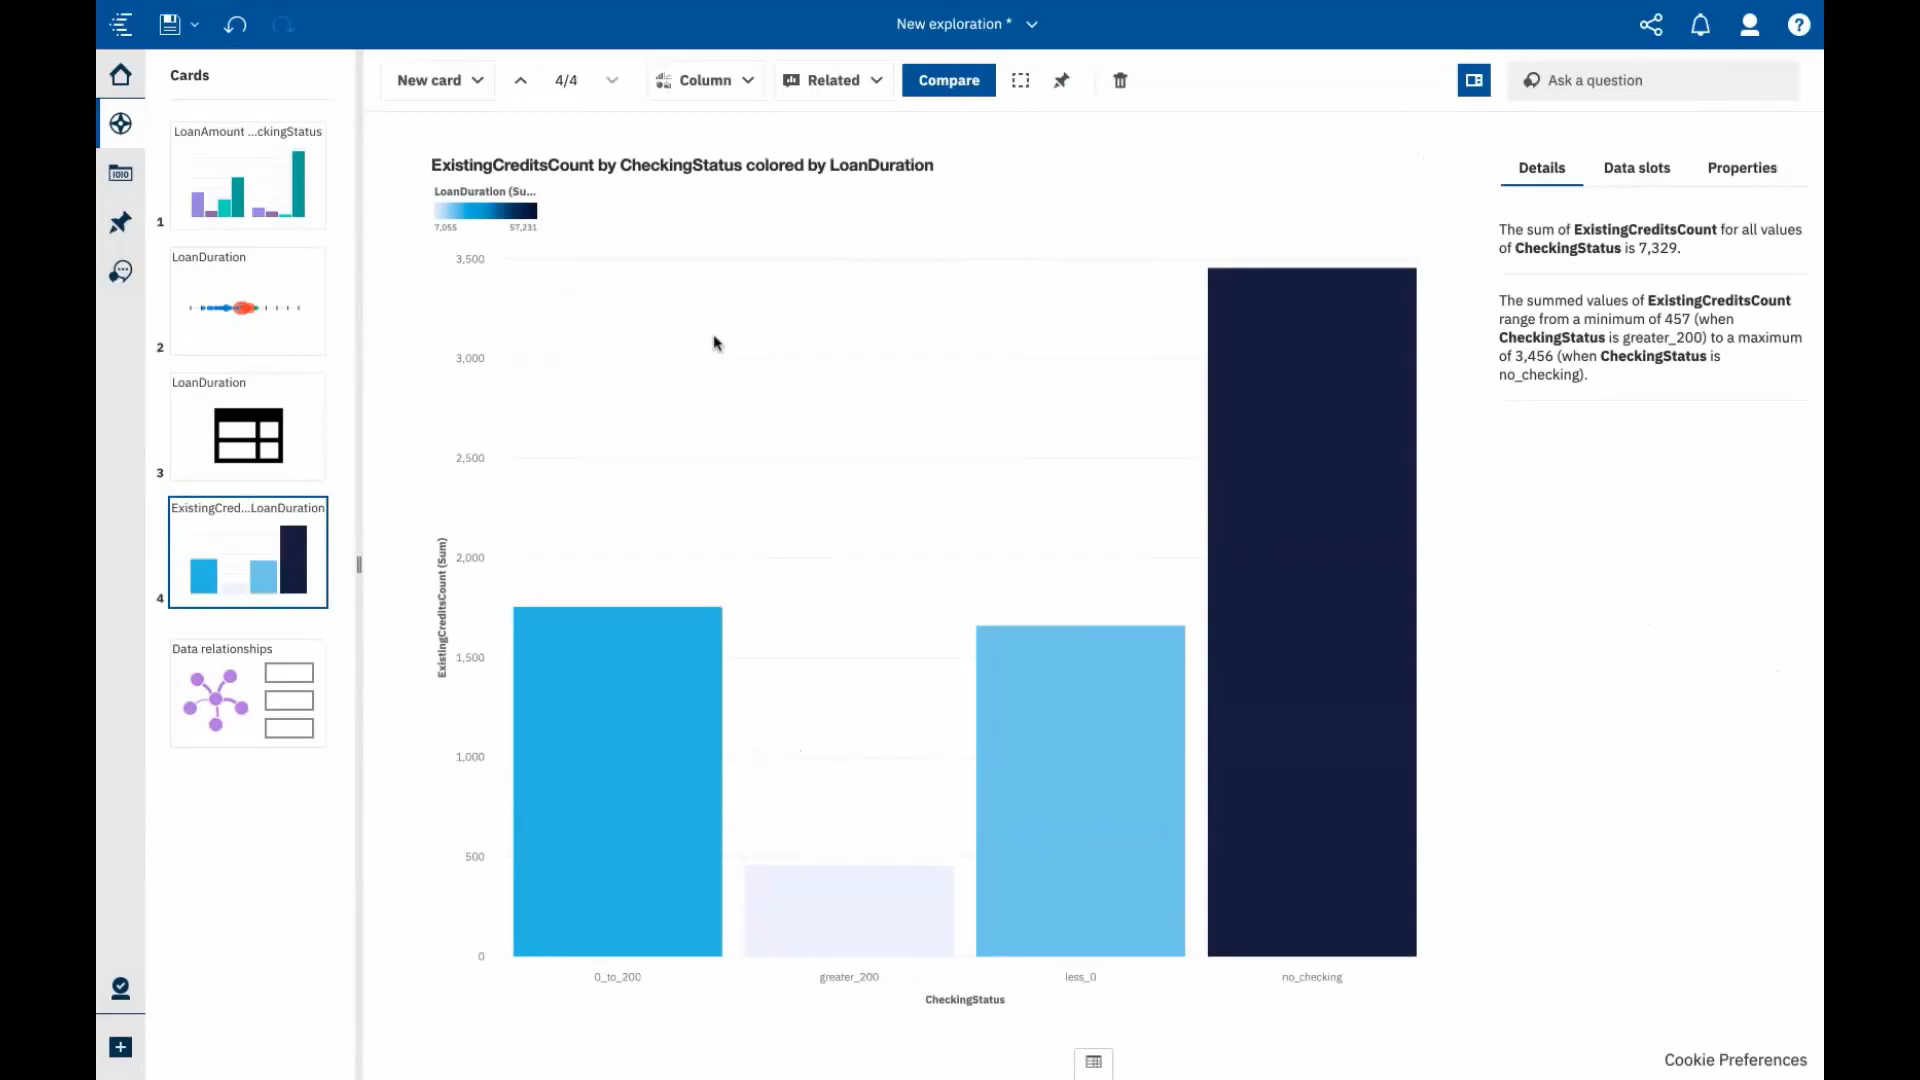 New exploration *
Cards
New card
4/4
Column
Related
Compare
Ask a question
LoanAmount ...ckingStatus
1
LoanDuration
2
LoanDuration
3
ExistingCred...LoanDuration
4
Data relationships
ExistingCreditsCount by CheckingStatus colored by LoanDuration
LoanDuration (Su...
7,055
57,231
3,500
3,000
2,500
2,000
1,500
1,000
500
0
ExistingCreditsCount (Sum)
0_to_200
greater_200
less_0
no_checking
CheckingStatus
Details
Data slots
Properties
The sum of ExistingCreditsCount for all values
of CheckingStatus is 7,329.
The summed values of ExistingCreditsCount
range from a minimum of 457 (when
CheckingStatus is greater_200) to a maximum
of 3,456 (when CheckingStatus is
no_checking).
Cookie Preferences